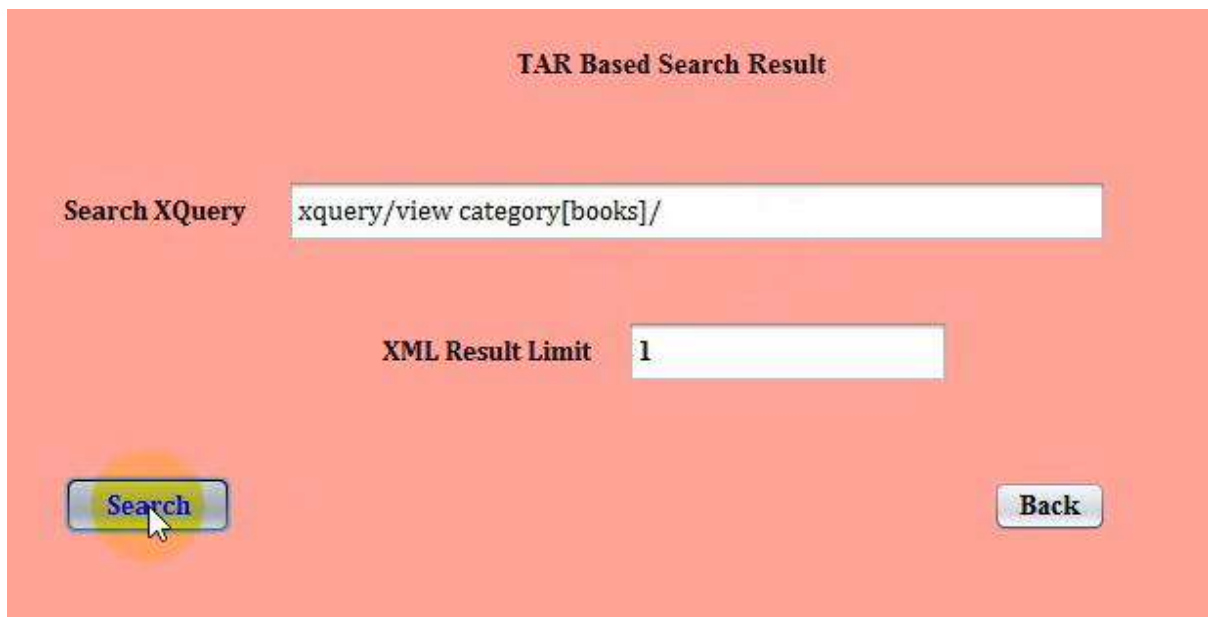 TAR Based Search Result
Search XQuery xquery/view category[books]/
XML Result Limit 1
Search Back